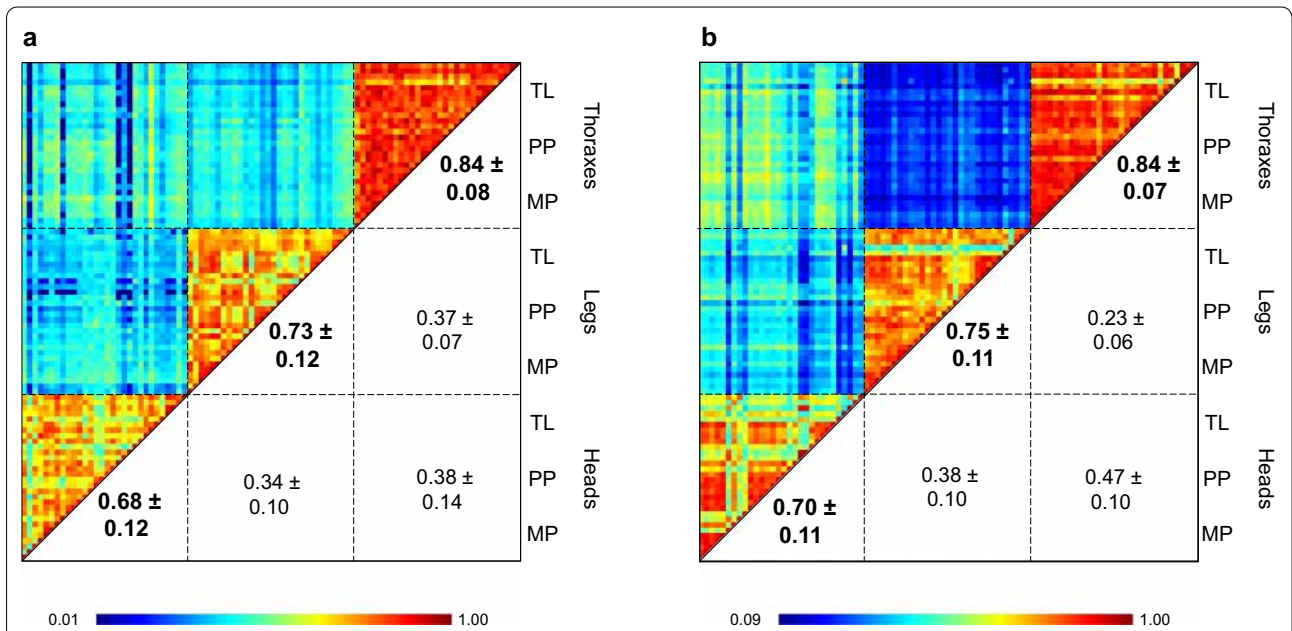 a
TL
PP
MP
Thoraxes
0.84 ±
0.08
TL
PP
MP
Legs
0.73 ±
0.12
0.37 ±
0.07
TL
PP
MP
Heads
0.68 ±
0.12
0.34 ±
0.10
0.38 ±
0.14
0.01
1.00
b
TL
PP
MP
Thoraxes
0.84 ±
0.07
TL
PP
MP
Legs
0.75 ±
0.11
0.23 ±
0.06
TL
PP
MP
Heads
0.70 ±
0.11
0.38 ±
0.10
0.47 ±
0.10
0.09
1.00